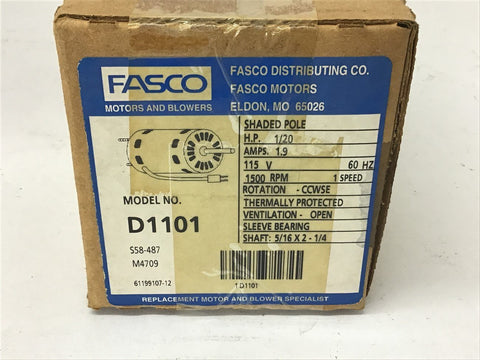 FASCO
MOTORS AND BLOWERS
FASCO DISTRIBUTING CO.
FASCO MOTORS
ELDON, MO 65026
MODEL NO.
D1101
S58-487
M4709
61199107-12
SHADED POLE
H.P. 1/20
AMPS. 1.9
115 V 60 HZ
1500 RPM 1 SPEED
ROTATION - CCWSE
THERMALLY PROTECTED
VENTILATION - OPEN
SLEEVE BEARING
SHAFT: 5/16 X 2 - 1/4
D1101
REPLACEMENT MOTOR AND BLOWER SPECIALIST